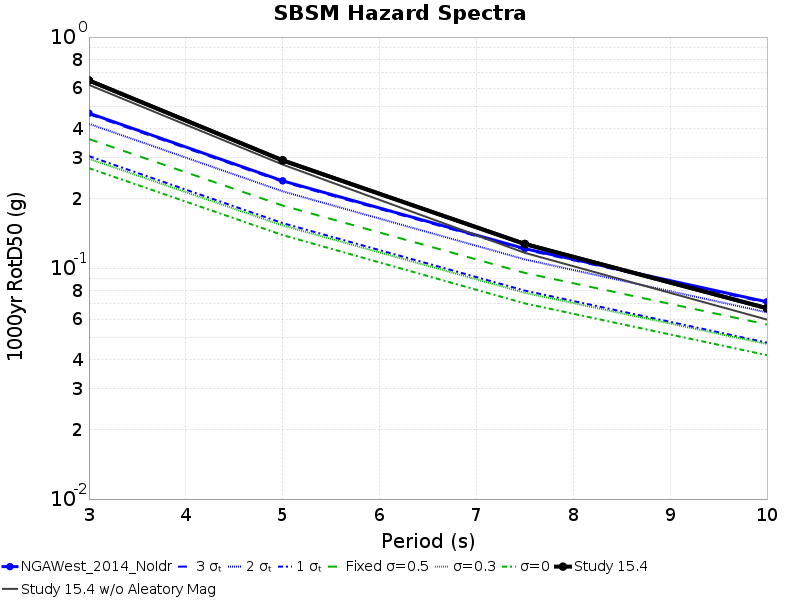 SBSM Hazard Spectra
10⁰
8
6
4
3
2
10⁻¹
8
6
4
3
2
10⁻²
1000yr RotD50 (g)
3 4 5 6 7 8 9 10
Period (s)
NGAWest_2014_NoIdr 3 σₜ 2 σₜ 1 σₜ Fixed σ=0.5 σ=0.3 σ=0 Study 15.4
Study 15.4 w/o Aleatory Mag